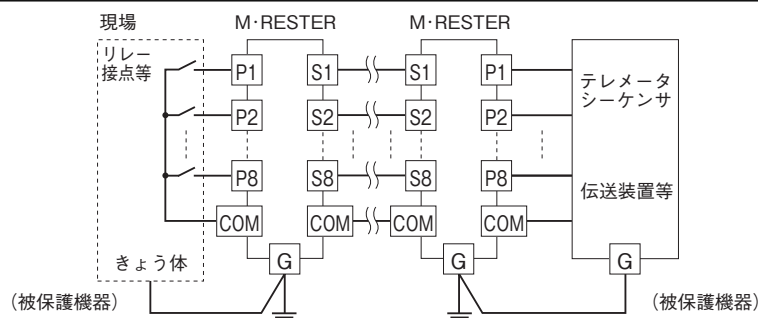 現場
M·RESTER
M·RESTER
リレー
接点等
P1
S1
S1
P1
テレメータ
シーケンサ
P2
S2
S2
P2
P8
S8
S8
P8
伝送装置等
COM
COM
COM
COM
きょう体
G
G
G
（被保護機器）
（被保護機器）